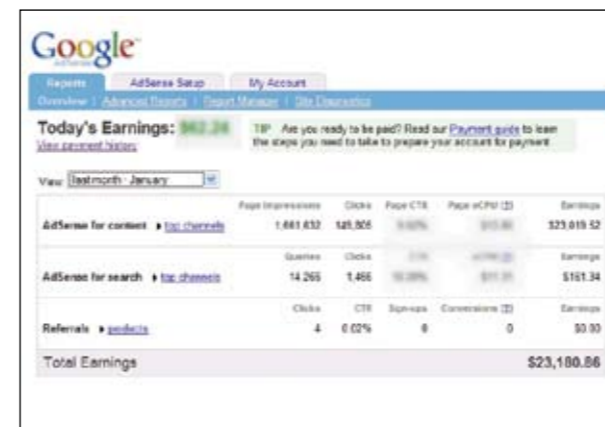 Google
AdSense
Reports AdSense Setup My Account
Overview | Advanced Reports | Report Manager | Site Diagnostics
Today's Earnings:
View payment history
TIP Are you ready to be paid? Read our Payment guide to learn
the steps you need to take to prepare your account for payment
View: last month - January
Page Impressions Clicks Page CTR Page eCPM [?] Earnings
AdSense for content ▸ top channels $23,019.52
Queries Clicks CTR Earnings
AdSense for search ▸ top channels 14,265 1,466 $161.34
Clicks CTR Sign-ups Conversions [?] Earnings
Referrals ▸ products 4 0.02% 0 0 $0.00
Total Earnings $23,180.86